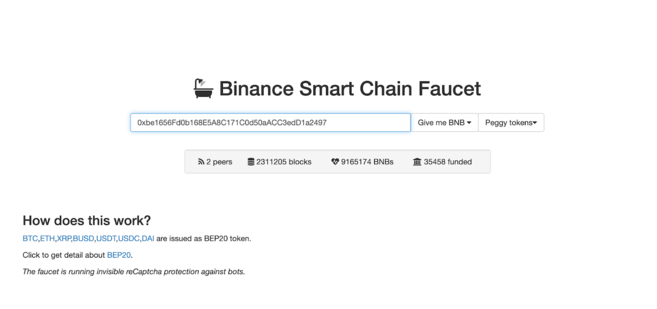 Binance Smart Chain Faucet
0xbe1656Fd0b168E5A8C171C0d50aACC3edD1a2497 Give me BNB Peggy tokens
2 peers 2311205 blocks 9165174 BNBs 35458 funded
How does this work?
BTC,ETH,XRP,BUSD,USDT,USDC,DAI are issued as BEP20 token.
Click to get detail about BEP20.
The faucet is running invisible reCaptcha protection against bots.